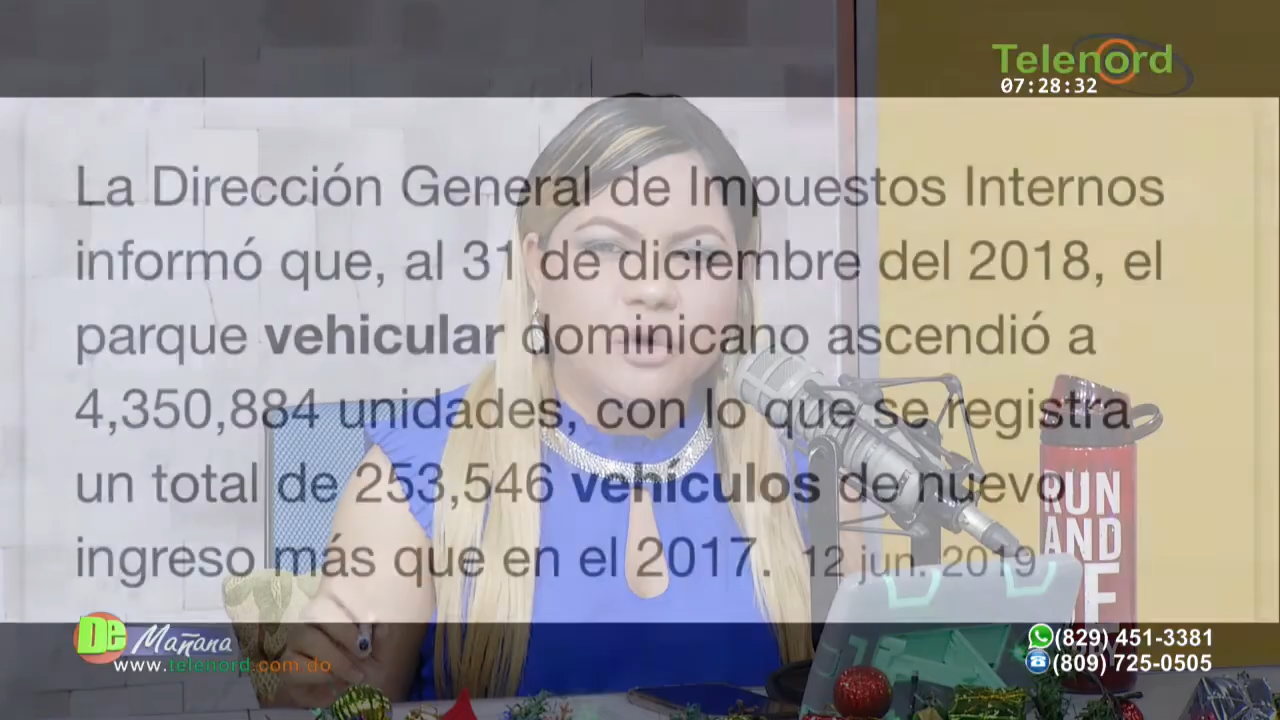 Telenord
07:28:32
La Dirección General de Impuestos Internos
informó que, al 31 de diciembre del 2018, el
parque vehicular dominicano ascendió a
4,350,884 unidades, con lo que se registra
un total de 253,546 vehículos de nuevo
ingreso más que en el 2017. 12 jun. 2019
RUN
AND
De Mañana
www.telenord.com.do
(829) 451-3381
(809) 725-0505